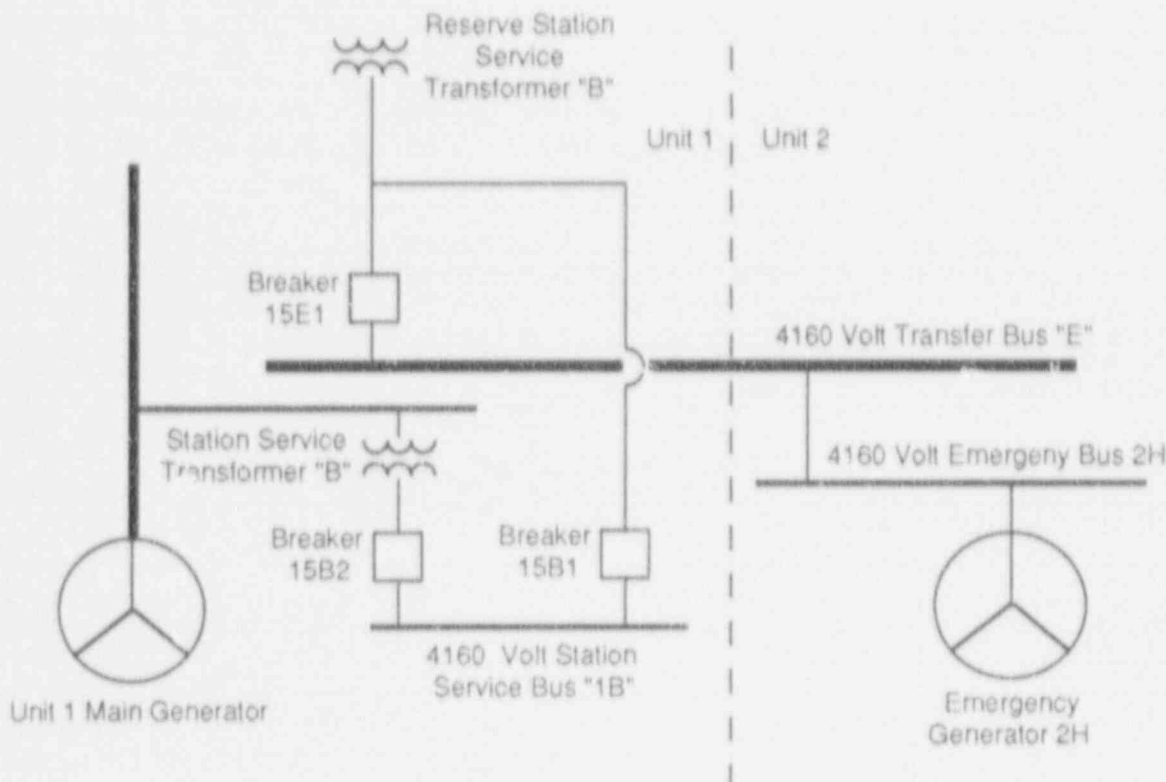 Reserve Station
Service
Transformer "B"
Unit 1
Unit 2
Breaker
15E1
4160 Volt Transfer Bus "E"
Station Service
Transformer "B"
4160 Volt Emergeny Bus 2H
Breaker
15B2
Breaker
15B1
4160 Volt Station
Service Bus "1B"
Unit 1 Main Generator
Emergency
Generator 2H